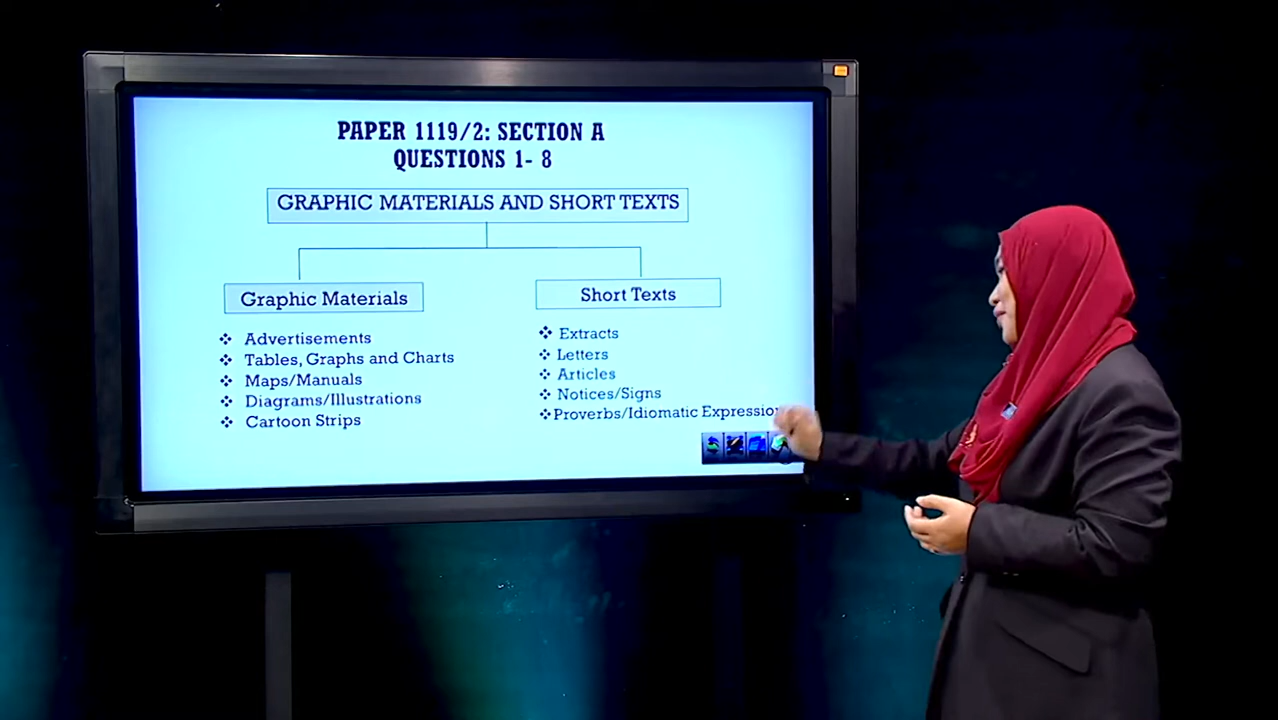 PAPER 1119/2: SECTION A
QUESTIONS 1- 8
GRAPHIC MATERIALS AND SHORT TEXTS
Graphic Materials
❖ Advertisements
❖ Tables, Graphs and Charts
❖ Maps/Manuals
❖ Diagrams/Illustrations
❖ Cartoon Strips
Short Texts
❖ Extracts
❖ Letters
❖ Articles
❖ Notices/Signs
❖Proverbs/Idiomatic Expression